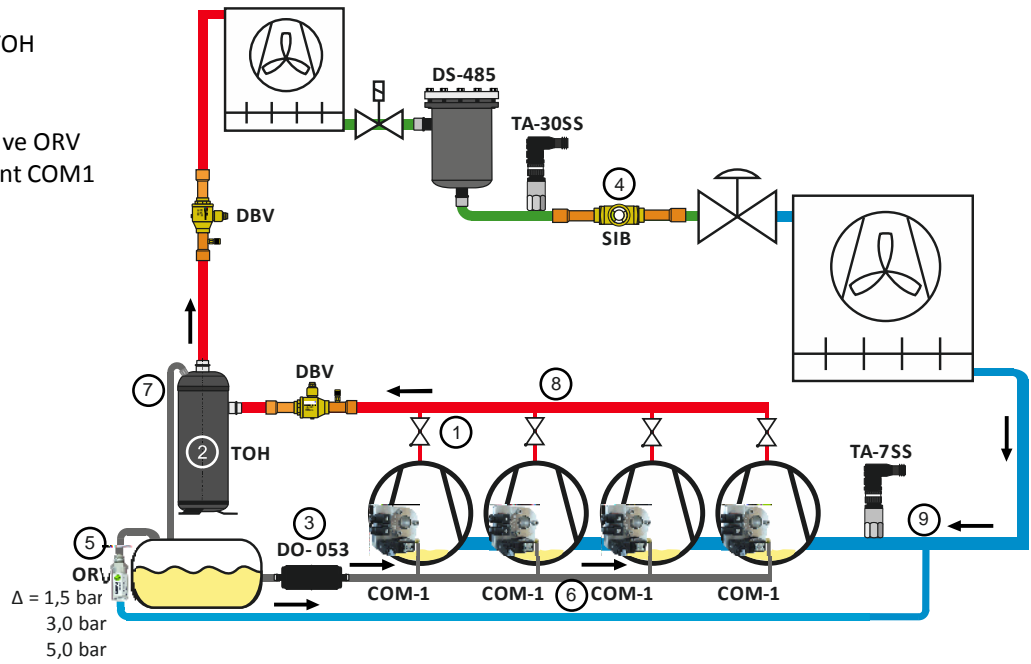 OH
ve ORV
nt COM1
DS-485
TA-30SS
4
SIB
DBV
DBV
7
8
1
2
TOH
TA-7SS
9
3
DO- 053
5
ORV
Δ = 1,5 bar
3,0 bar
5,0 bar
COM-1
COM-1
6
COM-1
COM-1